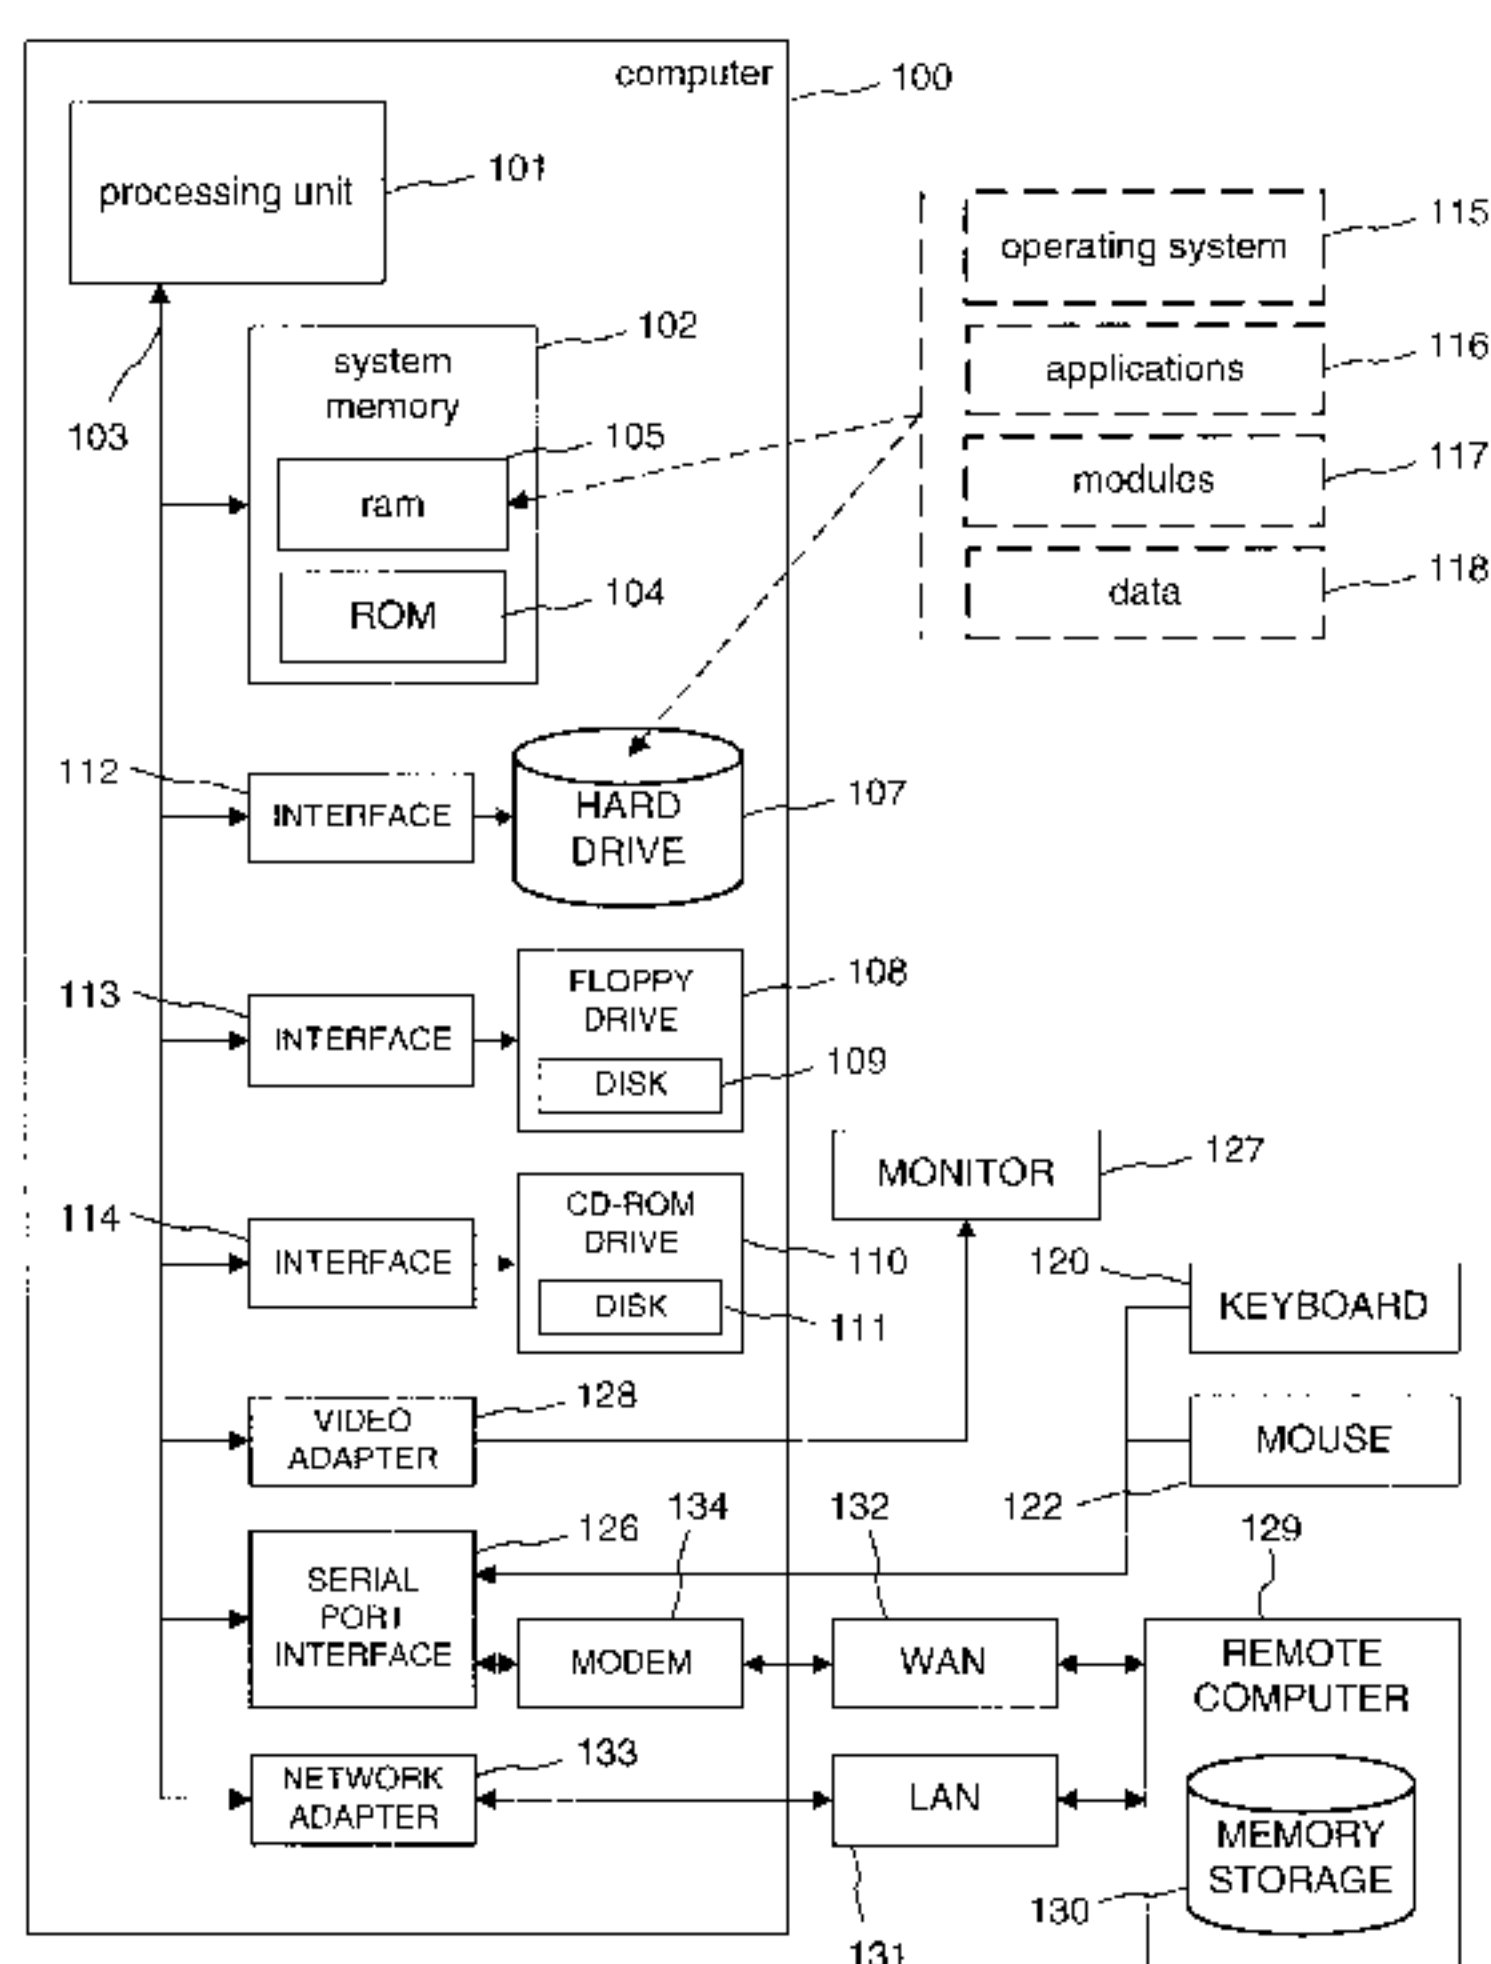 computer
100
processing unit
101
115
operating system
102
116
system
memory
applications
103
105
117
ram
modules
118
104
data
ROM
112
107
INTERFACE
HARD
DRIVE
108
113
FLOPPY
DRIVE
INTERFACE
109
DISK
127
MONITOR
114
CD-ROM
DRIVE
110
120
INTERFACE
KEYBOARD
DISK
111
128
VIDEO
ADAPTER
MOUSE
134
132
122
126
129
SERIAL
PORT
INTERFACE
MODEM
WAN
REMOTE
COMPUTER
133
NETWORK
ADAPTER
LAN
MEMORY
STORAGE
130
131